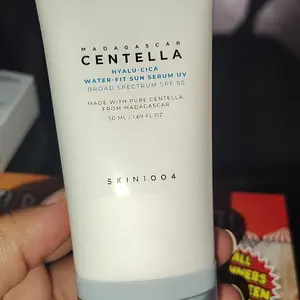 MADAGASCAR
CENTELLA
HYALU-CICA
WATER-FIT SUN SERUM UV
BROAD SPECTRUM SPF 50
MADE WITH PURE CENTELLA
FROM MADAGASCAR
50 ML / 1.69 FL.OZ
SKIN1004
ALL